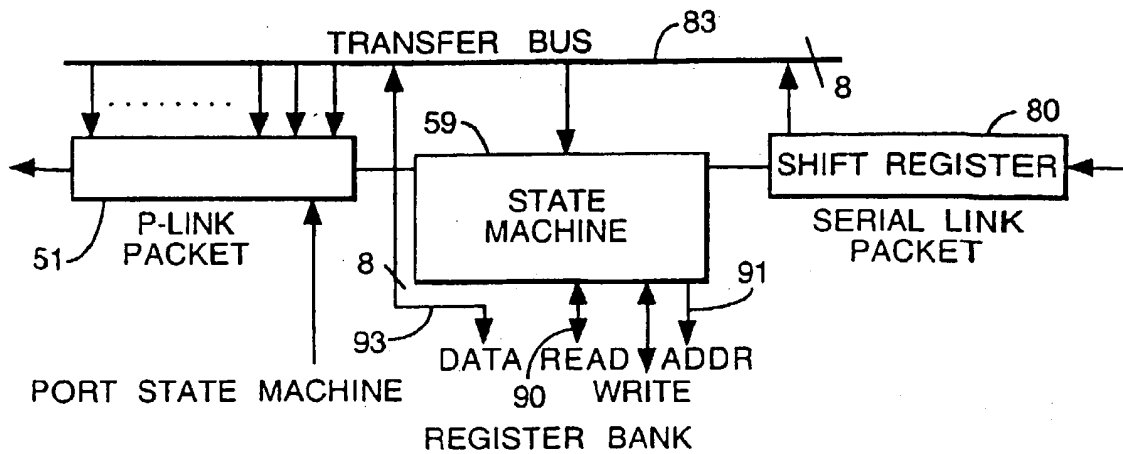 TRANSFER BUS
83
8
59
80
SHIFT REGISTER
STATE
MACHINE
P-LINK
PACKET
SERIAL LINK
PACKET
51
8
91
93
DATA READ ADDR
PORT STATE MACHINE
90
WRITE
REGISTER BANK